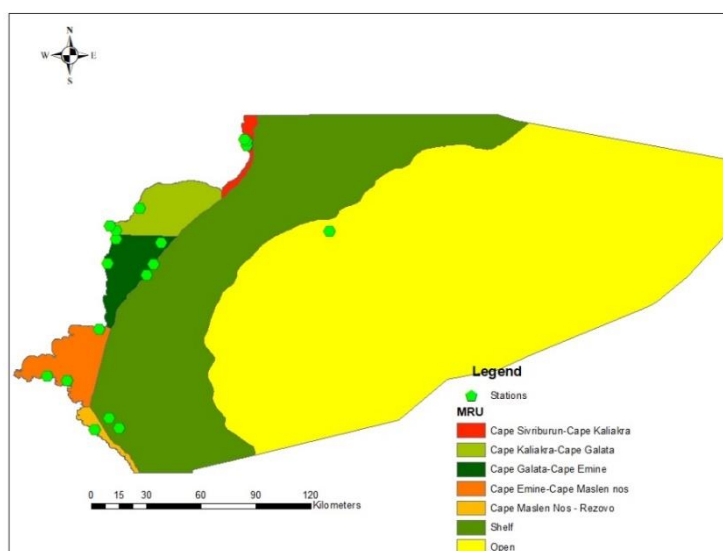 N
W E
S
Legend
Stations
MRU
Cape Sivriburun-Cape Kaliakra
Cape Kaliakra-Cape Galata
Cape Galata-Cape Emine
Cape Emine-Cape Maslen nos
Cape Maslen Nos - Rezovo
Shelf
Open
0 15 30 60 90 120
Kilometers